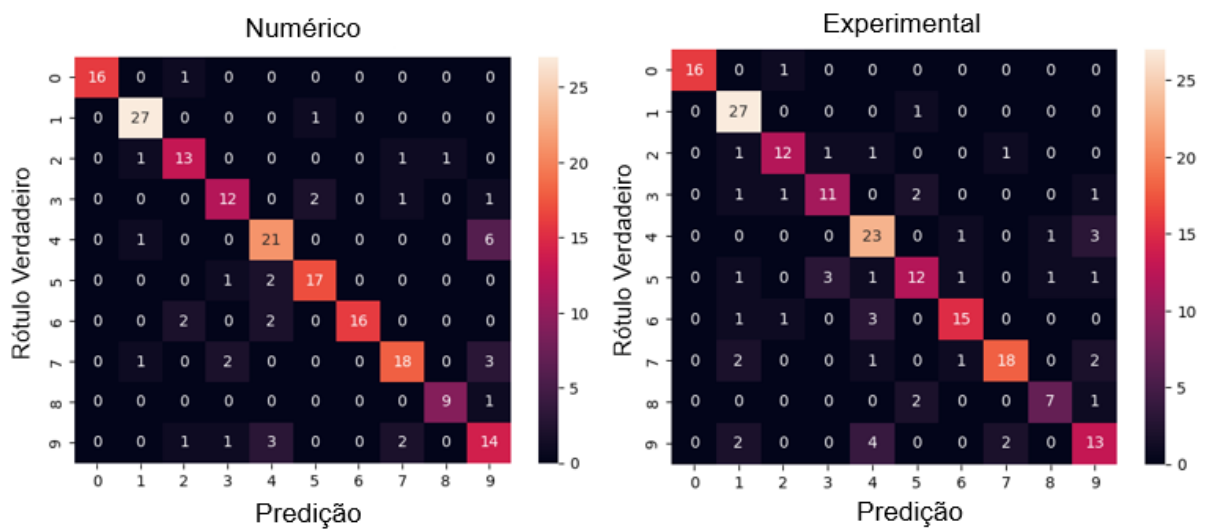 Numérico
Rótulo Verdadeiro
0 16 0 1 0 0 0 0 0 0 0
1 0 27 0 0 0 1 0 0 0 0
2 0 1 13 0 0 0 0 1 1 0
3 0 0 0 12 0 2 0 1 0 1
4 0 1 0 0 21 0 0 0 0 6
5 0 0 0 1 2 17 0 0 0 0
6 0 0 2 0 2 0 16 0 0 0
7 0 1 0 2 0 0 0 18 0 3
8 0 0 0 0 0 0 0 0 9 1
9 0 0 1 1 3 0 0 2 0 14
0 1 2 3 4 5 6 7 8 9
Predição
25
20
15
10
5
0
Experimental
Rótulo Verdadeiro
0 16 0 1 0 0 0 0 0 0 0
1 0 27 0 0 0 1 0 0 0 0
2 0 1 12 1 1 0 0 1 0 0
3 0 1 1 11 0 2 0 0 0 1
4 0 0 0 0 23 0 1 0 1 3
5 0 1 0 3 1 12 1 0 1 1
6 0 1 1 0 3 0 15 0 0 0
7 0 2 0 0 1 0 1 18 0 2
8 0 0 0 0 0 2 0 0 7 1
9 0 2 0 0 4 0 0 2 0 13
0 1 2 3 4 5 6 7 8 9
Predição
25
20
15
10
5
0